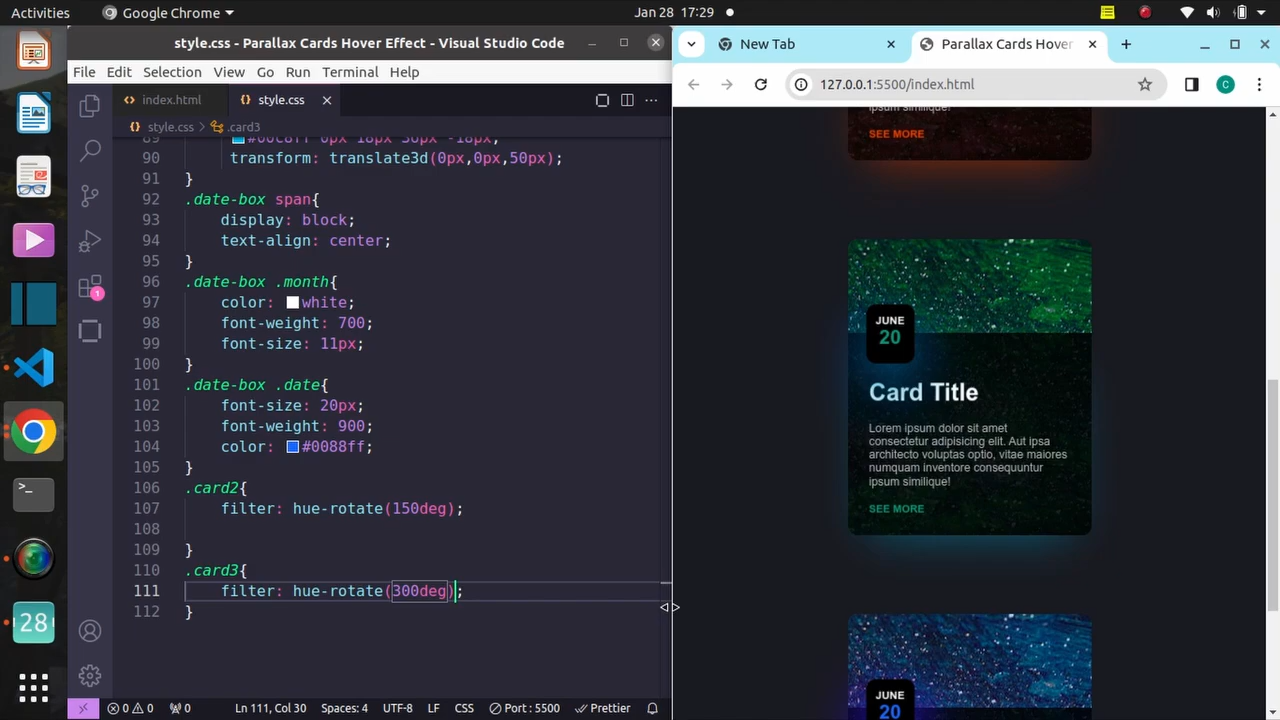 Activities
Google Chrome
Jan 28 17:29
style.css - Parallax Cards Hover Effect - Visual Studio Code
File Edit Selection View Go Run Terminal Help
index.html
style.css
style.css > .card3
90 transform: translate3d(0px,0px,50px);
91 }
92 .date-box span{
93 display: block;
94 text-align: center;
95 }
96 .date-box .month{
97 color: white;
98 font-weight: 700;
99 font-size: 11px;
100 }
101 .date-box .date{
102 font-size: 20px;
103 font-weight: 900;
104 color: #0088ff;
105 }
106 .card2{
107 filter: hue-rotate(150deg);
108
109 }
110 .card3{
111 filter: hue-rotate(300deg);
112 }
1
28
0 0 0 Ln 111, Col 30 Spaces: 4 UTF-8 LF CSS Port : 5500 Prettier
New Tab
Parallax Cards Hover
127.0.0.1:5500/index.html
C
ipsum similique!
SEE MORE
JUNE
20
Card Title
Lorem ipsum dolor sit amet
consectetur adipisicing elit. Aut ipsa
architecto voluptas optio, vitae maiores
numquam inventore consequuntur
ipsum similique!
SEE MORE
JUNE
20